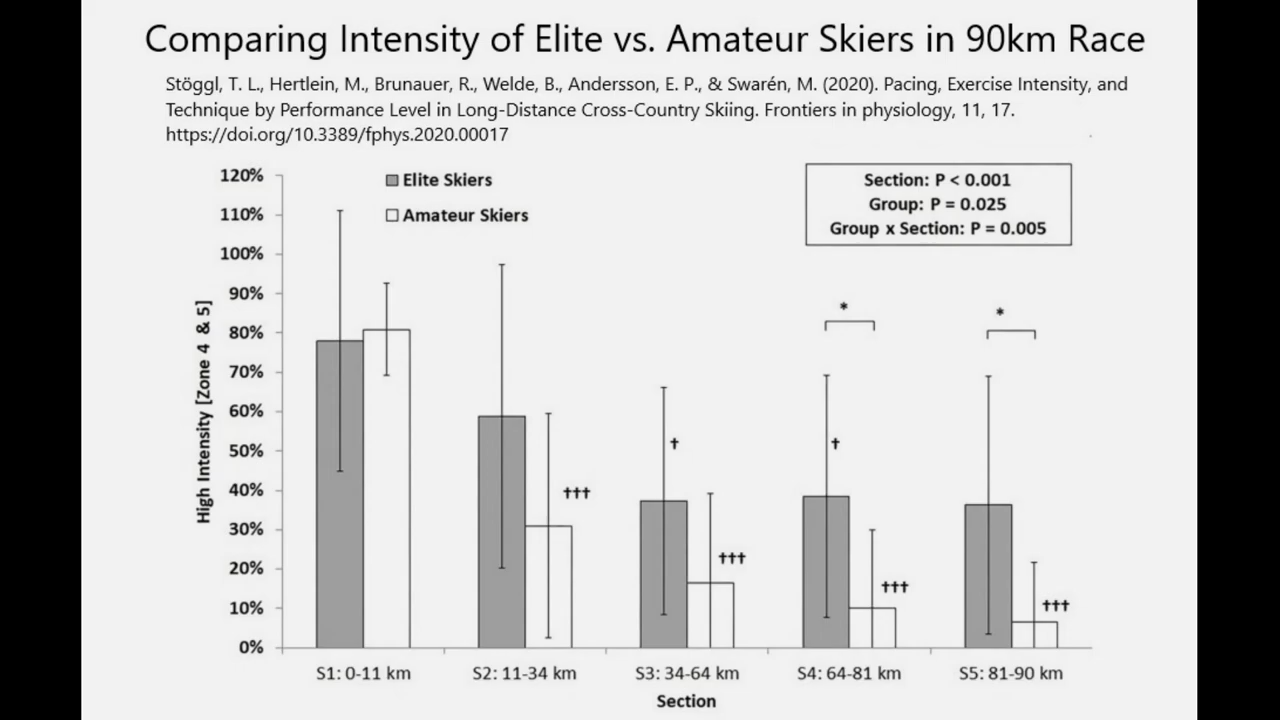 Comparing Intensity of Elite vs. Amateur Skiers in 90km Race
Stöggl, T. L., Hertlein, M., Brunauer, R., Welde, B., Andersson, E. P., & Swarén, M. (2020). Pacing, Exercise Intensity, and
Technique by Performance Level in Long-Distance Cross-Country Skiing. Frontiers in physiology, 11, 17.
https://doi.org/10.3389/fphys.2020.00017
Elite Skiers
Amateur Skiers
Section: P < 0.001
Group: P = 0.025
Group x Section: P = 0.005
High Intensity [Zone 4 & 5]
120%
110%
100%
90%
80%
70%
60%
50%
40%
30%
20%
10%
0%
†††
†
†††
*
†
†††
*
†††
S1: 0-11 km
S2: 11-34 km
S3: 34-64 km
S4: 64-81 km
S5: 81-90 km
Section